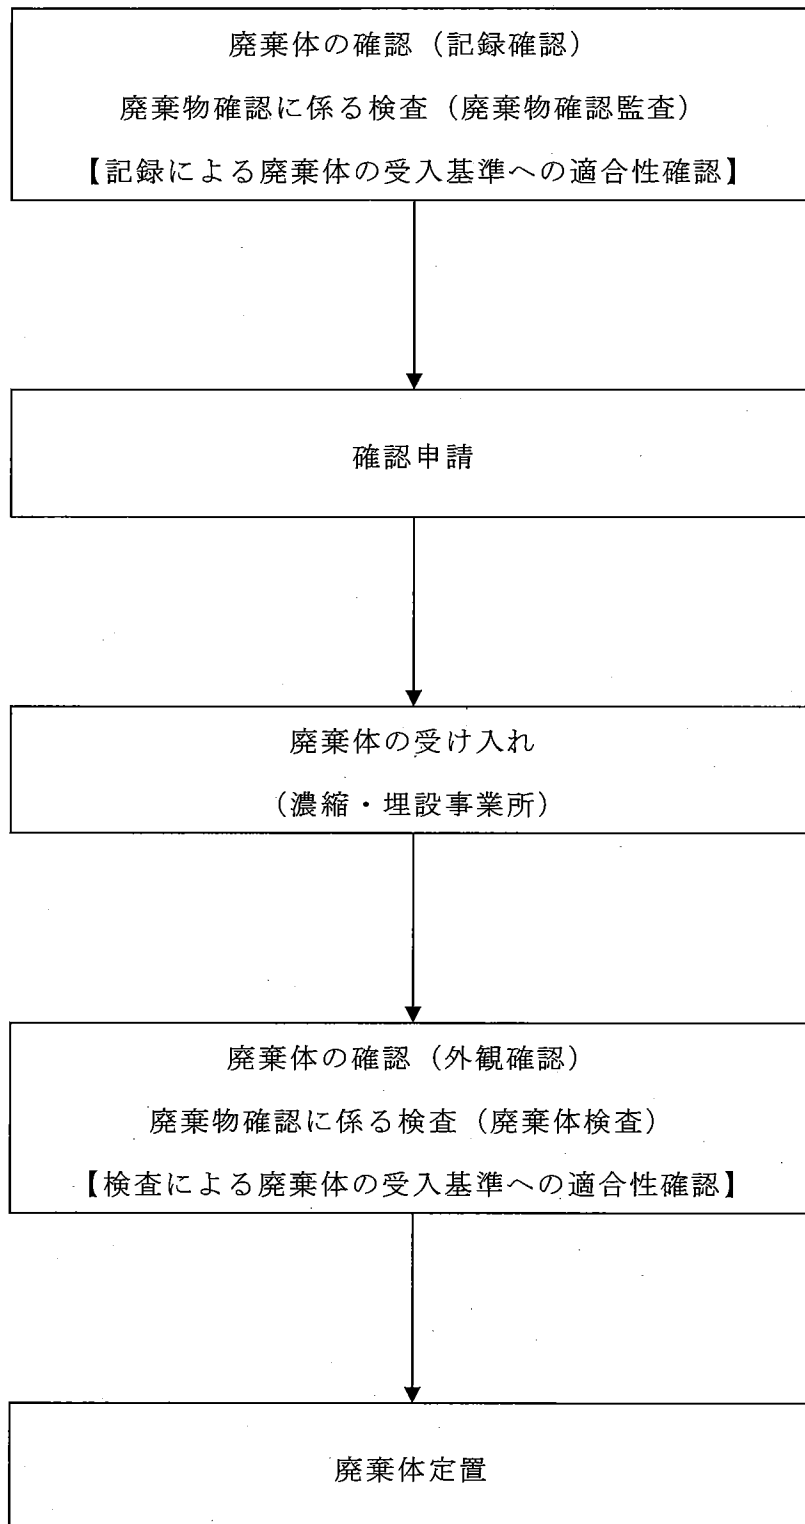 廃棄体の確認（記録確認）
廃棄物確認に係る検査（廃棄物確認監査）
【記録による廃棄体の受入基準への適合性確認】
確認申請
廃棄体の受け入れ
（濃縮・埋設事業所）
廃棄体の確認（外観確認）
廃棄物確認に係る検査（廃棄体検査）
【検査による廃棄体の受入基準への適合性確認】
廃棄体定置